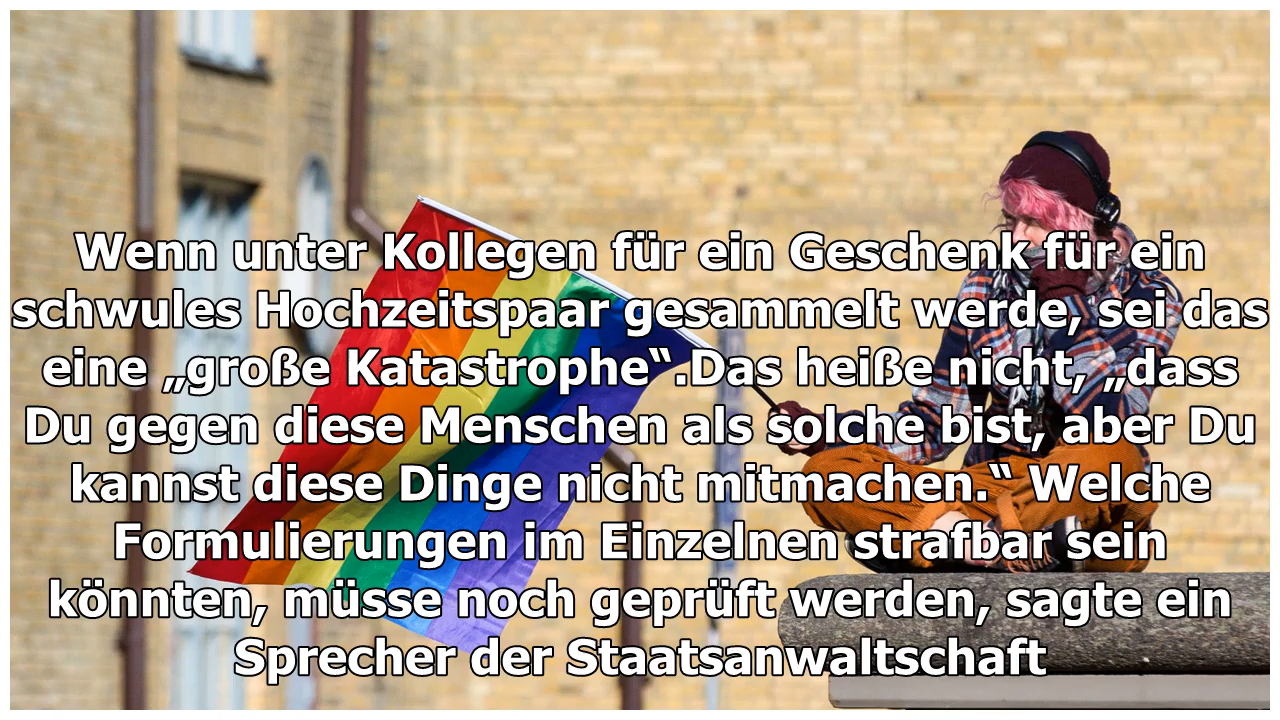 Wenn unter Kollegen für ein Geschenk für ein
schwules Hochzeitspaar gesammelt werde, sei das
eine „große Katastrophe“.Das heiße nicht, „dass
Du gegen diese Menschen als solche bist, aber Du
kannst diese Dinge nicht mitmachen.“ Welche
Formulierungen im Einzelnen strafbar sein
könnten, müsse noch geprüft werden, sagte ein
Sprecher der Staatsanwaltschaft